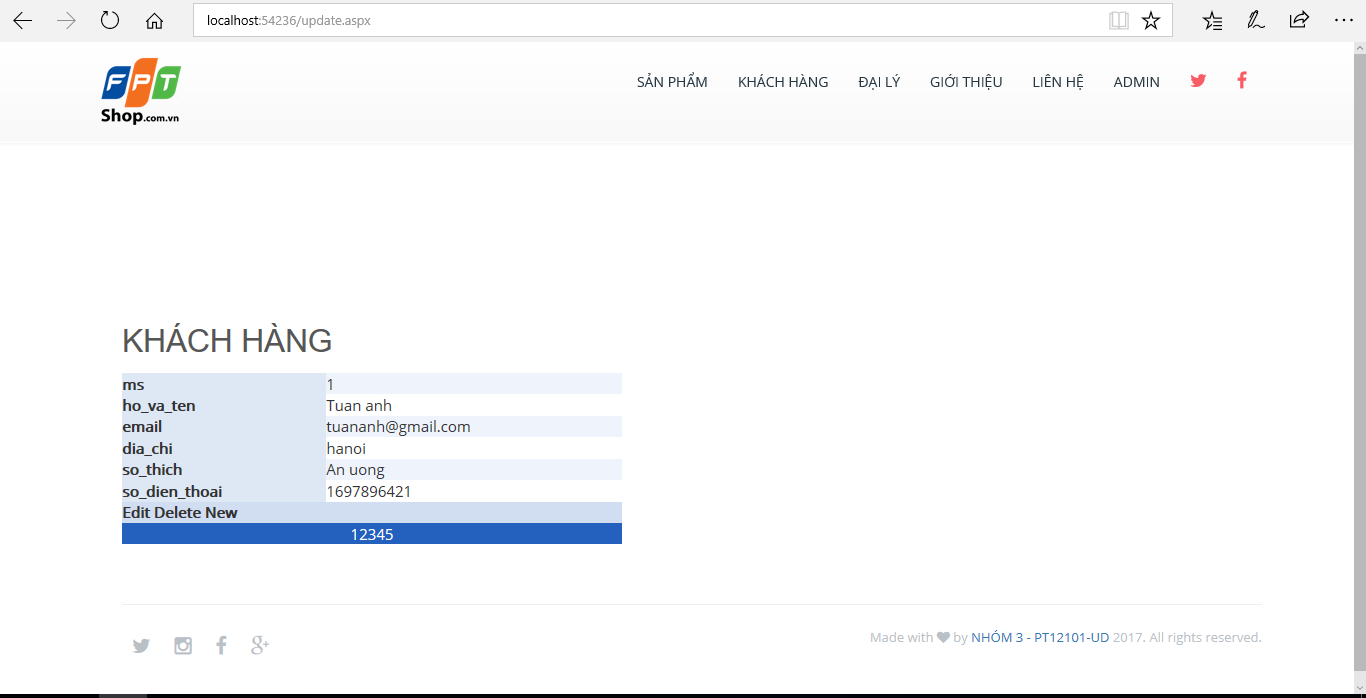 localhost:54236/update.aspx
FPT
Shop.com.vn
SẢN PHẨM KHÁCH HÀNG ĐẠI LÝ GIỚI THIỆU LIÊN HỆ ADMIN
KHÁCH HÀNG
ms 1
ho_va_ten Tuan anh
email tuananh@gmail.com
dia_chi hanoi
so_thich An uong
so_dien_thoai 1697896421
Edit Delete New
12345
Made with ❤ by NHÓM 3 - PT12101-UD 2017. All rights reserved.